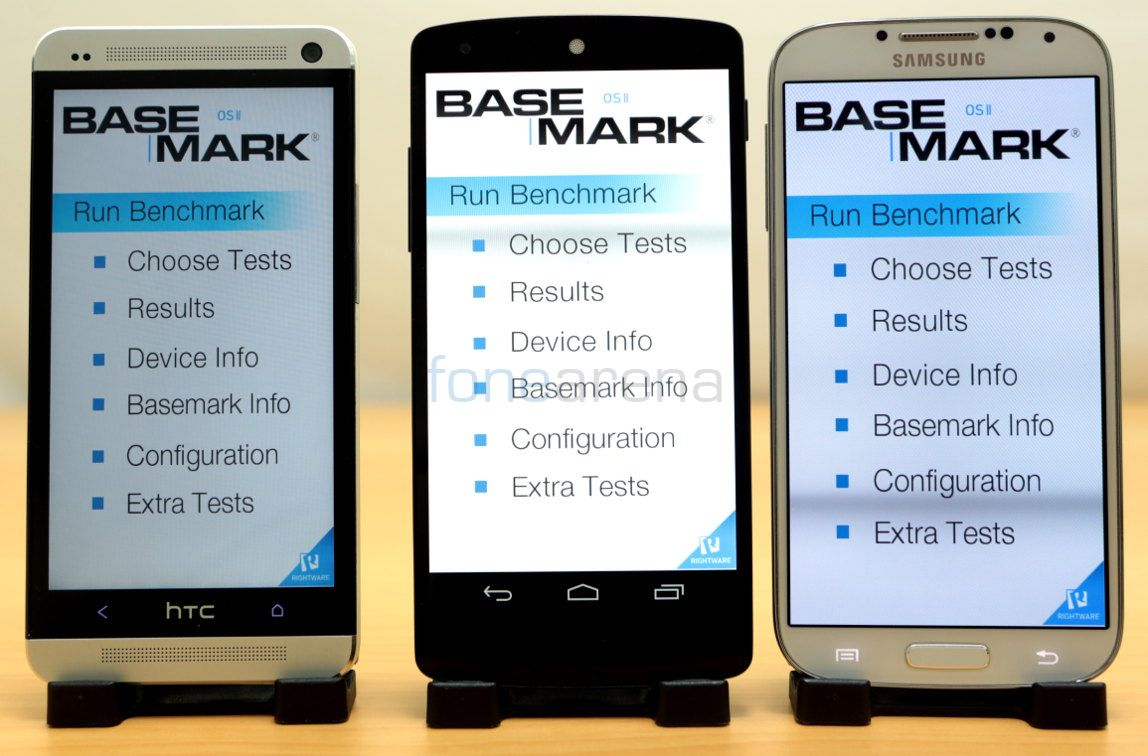 BASE
OS II
MARK®
Run Benchmark
Choose Tests
Results
Device Info
Basemark Info
Configuration
Extra Tests
RIGHTWARE
hTC
BASE
OS II
MARK®
Run Benchmark
Choose Tests
Results
Device Info
Basemark Info
Configuration
Extra Tests
RIGHTWARE
fonearena
SAMSUNG
BASE
OS II
MARK®
Run Benchmark
Choose Tests
Results
Device Info
Basemark Info
Configuration
Extra Tests
RIGHTWARE